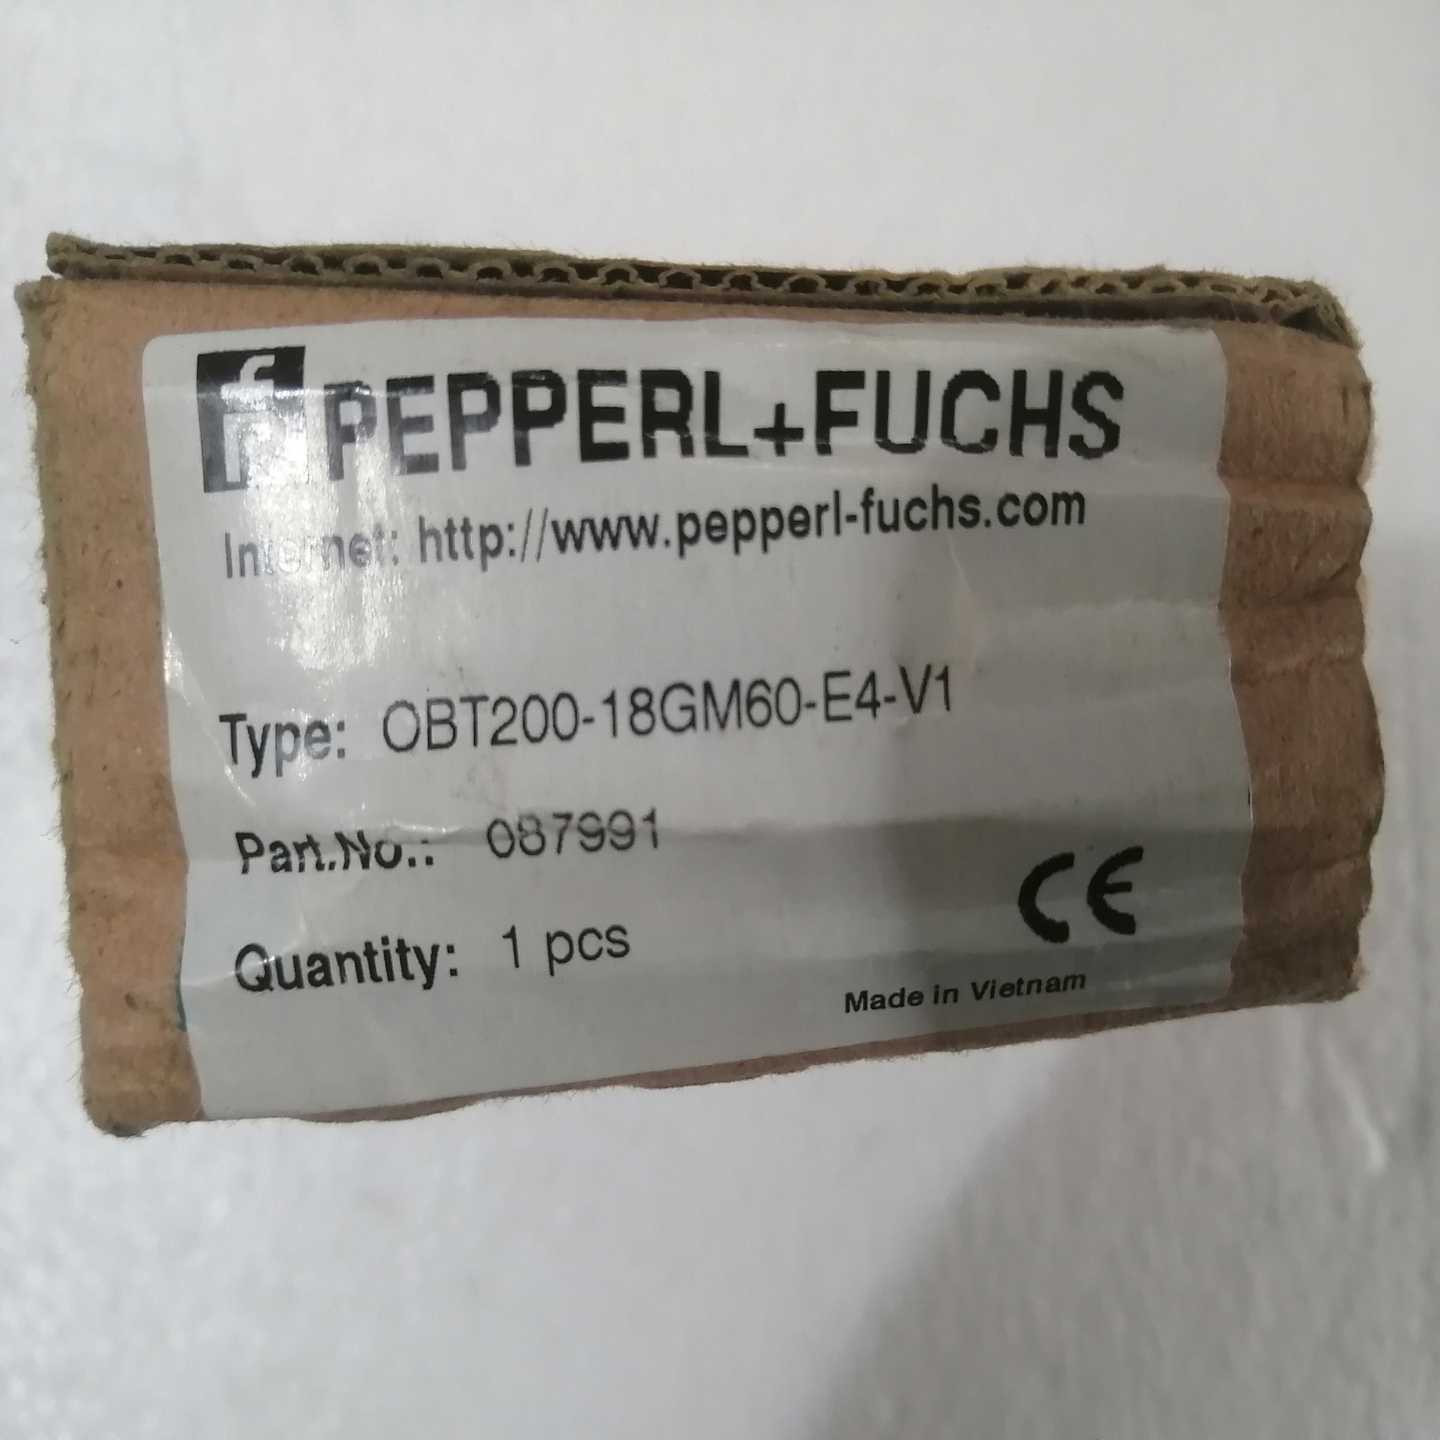 PEPPERL+FUCHS
Internet: http://www.pepperl-fuchs.com
Type: OBT200-18GM60-E4-V1
Part.No.: 087991
Quantity: 1 pcs
CE
Made in Vietnam